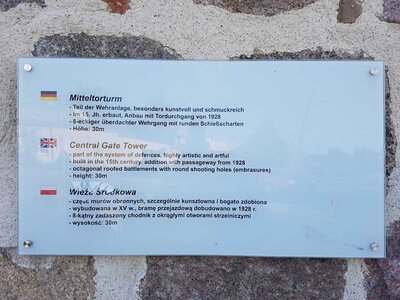 Mitteltorturm
- Teil der Wehranlage, besonders kunstvoll und schmuckreich
- im 15. Jh. erbaut, Anbau mit Tordurchgang von 1928
- 8-eckiger überdachter Wehrgang mit runden Schießscharten
- Höhe: 30m
Central Gate Tower
- part of the system of defences, highly artistic and artful
- built in the 15th century, addition with passageway from 1928
- octagonal roofed battlements with round shooting holes (embrasures)
- height: 30m
Wieża Środkowa
- część murów obronnych, szczególnie kunsztowna i bogato zdobiona
- wybudowana w XV w., bramę przejazdową dobudowano w 1928 r.
- 8-kątny zadaszony chodnik z okrągłymi otworami strzelniczymi
- wysokość: 30m